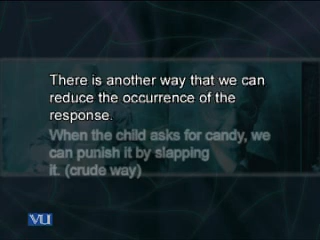 There is another way that we can
reduce the occurrence of the
response.
When the child asks for candy, we
can punish it by slapping
it. (crude way)
VU